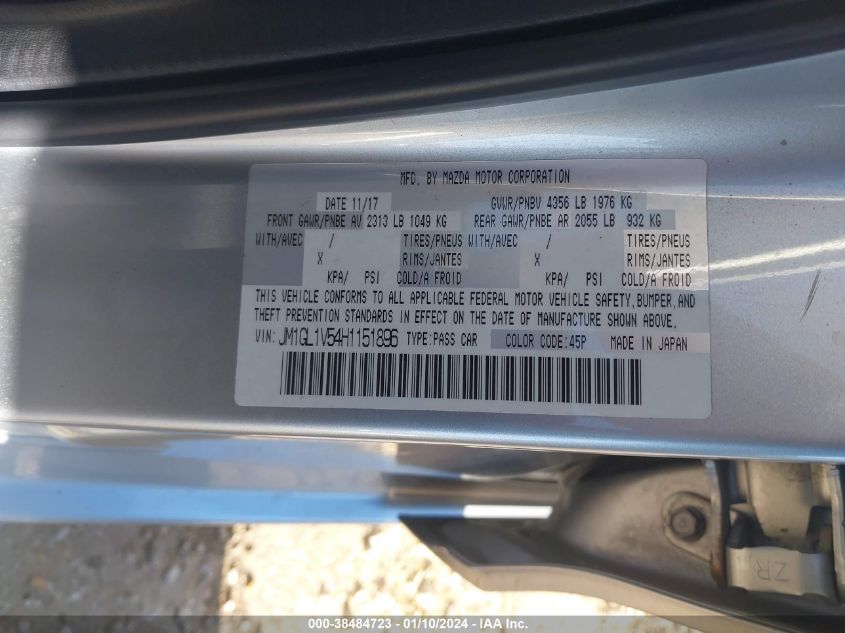 MFD. BY MAZDA MOTOR CORPORATION
DATE 11/17 GVWR/PNBV 4356 LB 1976 KG
FRONT GAWR/PNBE AV 2313 LB 1049 KG REAR GAWR/PNBE AR 2055 LB 932 KG
WITH/AVEC / TIRES/PNEUS WITH/AVEC / TIRES/PNEUS
X RIMS/JANTES X RIMS/JANTES
KPA/ PSI COLD/A FROID KPA/ PSI COLD/A FROID
THIS VEHICLE CONFORMS TO ALL APPLICABLE FEDERAL MOTOR VEHICLE SAFETY, BUMPER, AND
THEFT PREVENTION STANDARDS IN EFFECT ON THE DATE OF MANUFACTURE SHOWN ABOVE.
VIN: JM1GL1V54H1151896 TYPE:PASS CAR COLOR CODE:45P MADE IN JAPAN
ZR
000-38484723 - 01/10/2024 - IAA Inc.